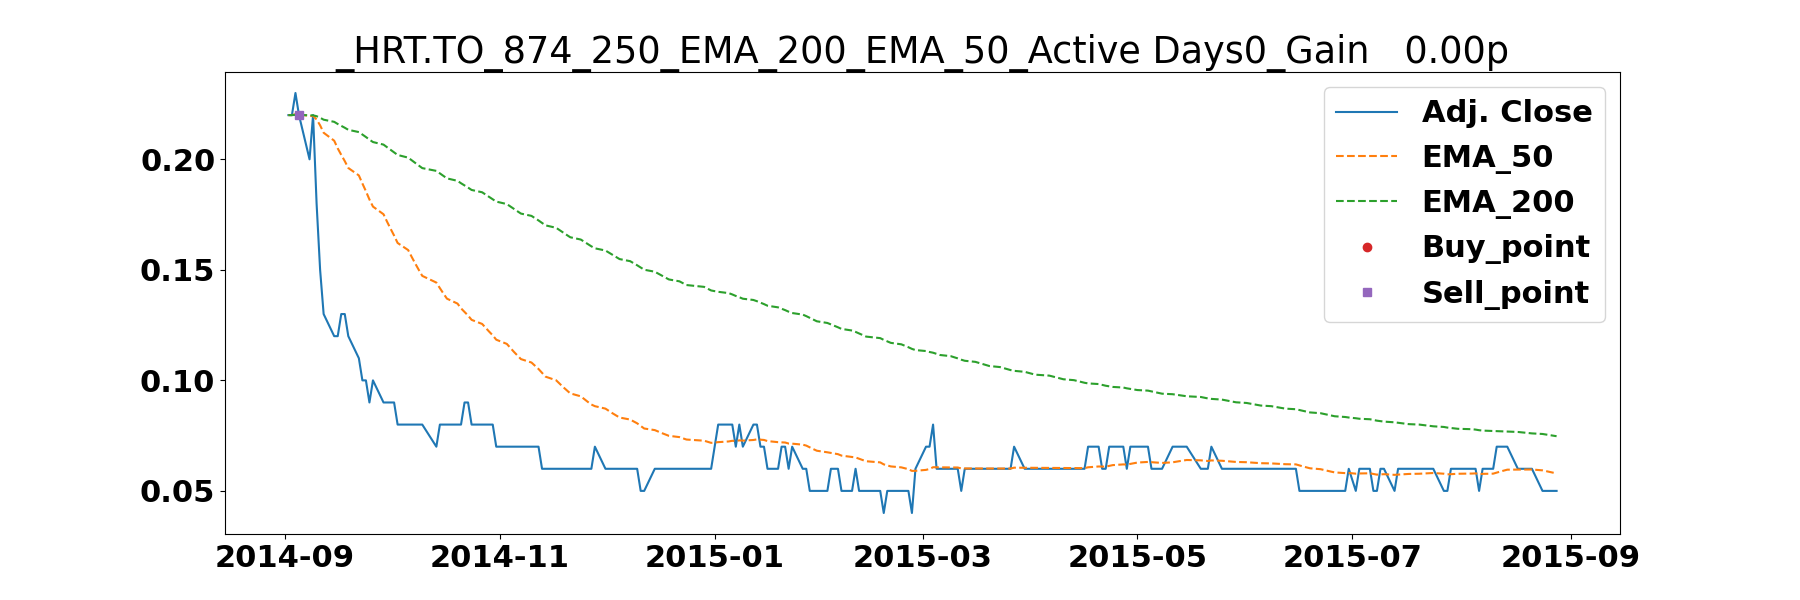 _HRT.TO_874_250_EMA_200_EMA_50_Active Days0_Gain   0.00p
Adj. Close
EMA_50
EMA_200
Buy_point
Sell_point
0.20
0.15
0.10
0.05
2014-09 2014-11 2015-01 2015-03 2015-05 2015-07 2015-09